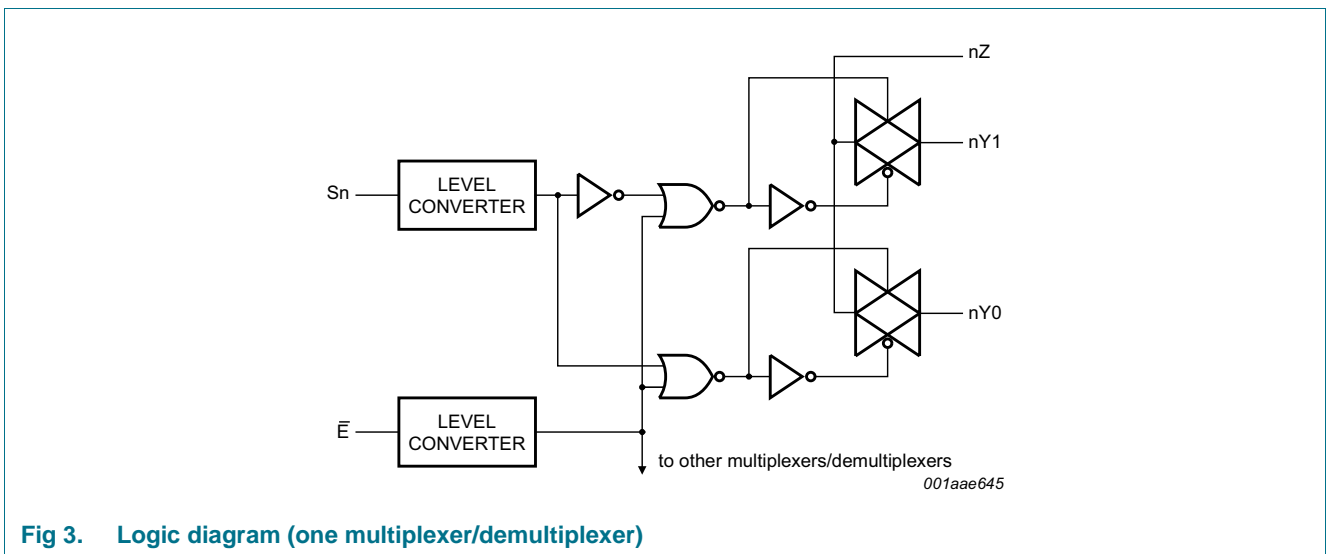 nZ
nY1
Sn
LEVEL
CONVERTER
nY0
E̅
LEVEL
CONVERTER
to other multiplexers/demultiplexers
001aae645
Fig 3. Logic diagram (one multiplexer/demultiplexer)